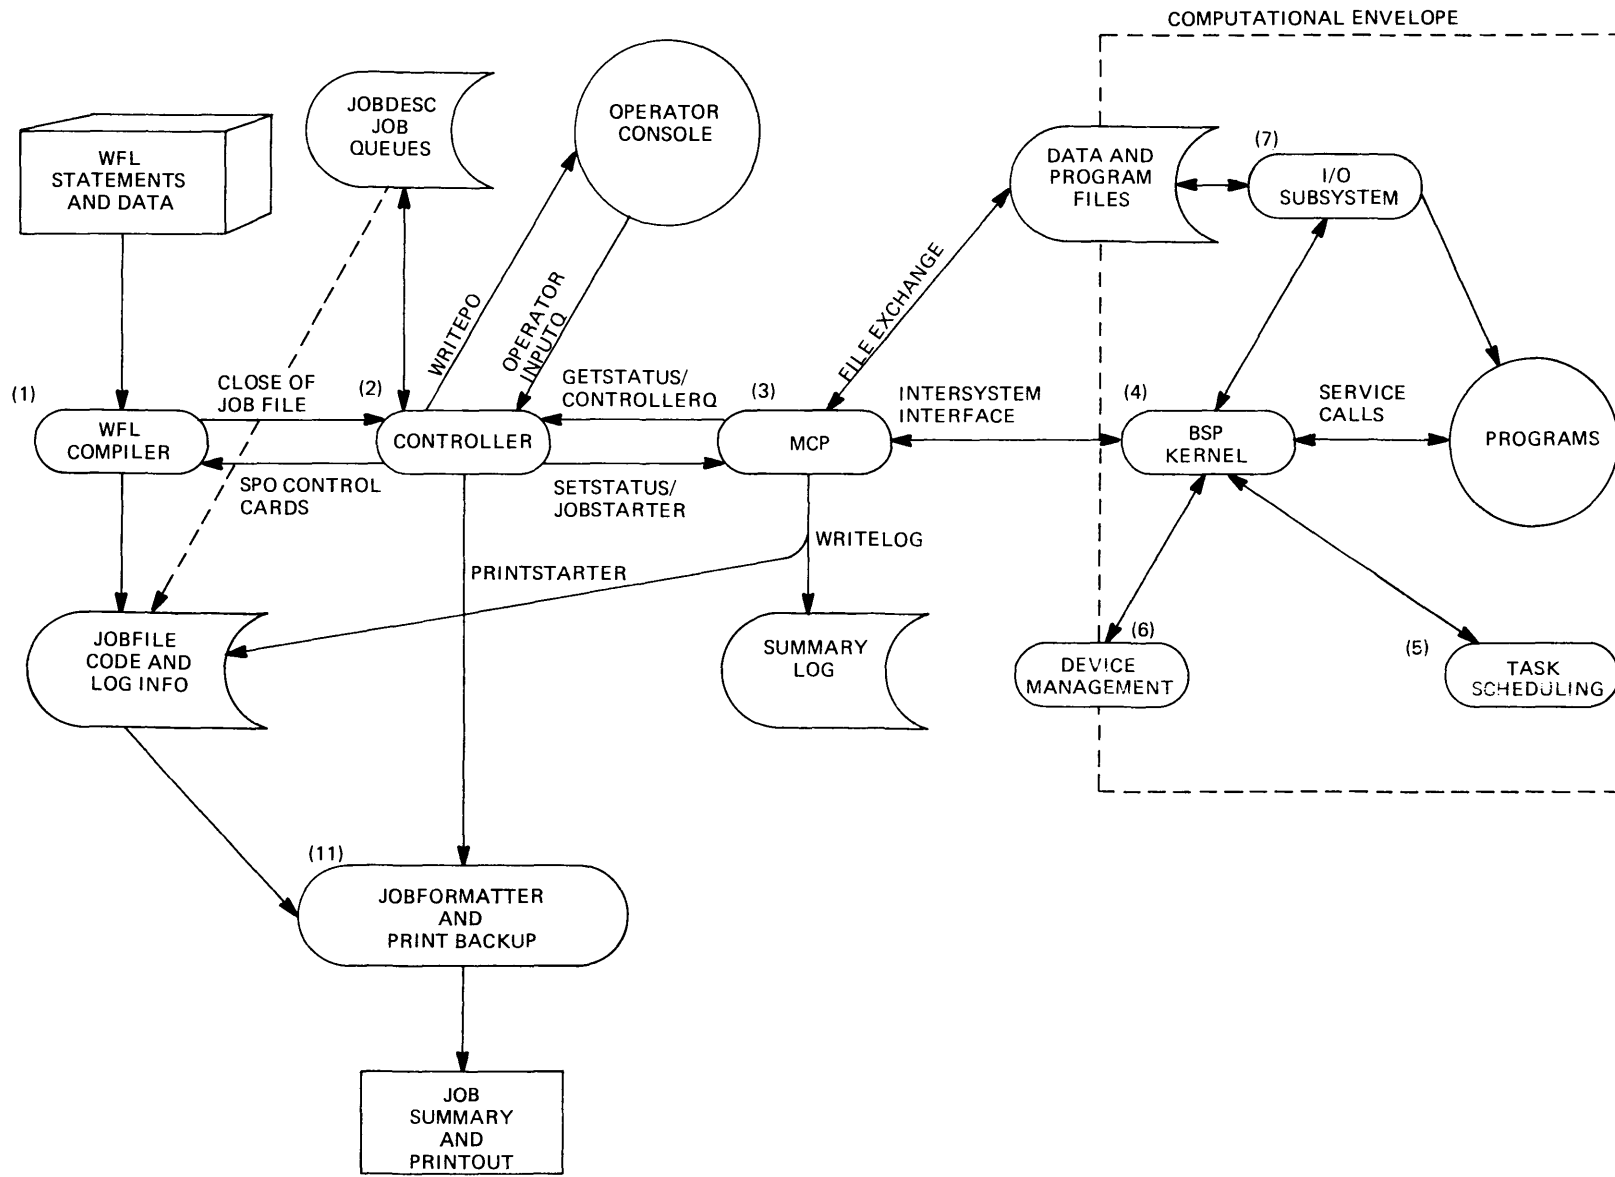 COMPUTATIONAL ENVELOPE
JOBDESC
JOB
QUEUES
OPERATOR
CONSOLE
WFL
STATEMENTS
AND DATA
DATA AND
PROGRAM
FILES
(7)
I/O
SUBSYSTEM
WRITEPO
OPERATOR
INPUTQ
FILE EXCHANGE
(1)
WFL
COMPILER
CLOSE OF
JOB FILE
SPO CONTROL
CARDS
(2)
CONTROLLER
GETSTATUS/
CONTROLLERQ
SETSTATUS/
JOBSTARTER
(3)
MCP
INTERSYSTEM
INTERFACE
(4)
BSP
KERNEL
SERVICE
CALLS
PROGRAMS
WRITELOG
PRINTSTARTER
JOBFILE
CODE AND
LOG INFO
SUMMARY
LOG
(6)
DEVICE
MANAGEMENT
(5)
TASK
SCHEDULING
(11)
JOBFORMATTER
AND
PRINT BACKUP
JOB
SUMMARY
AND
PRINTOUT